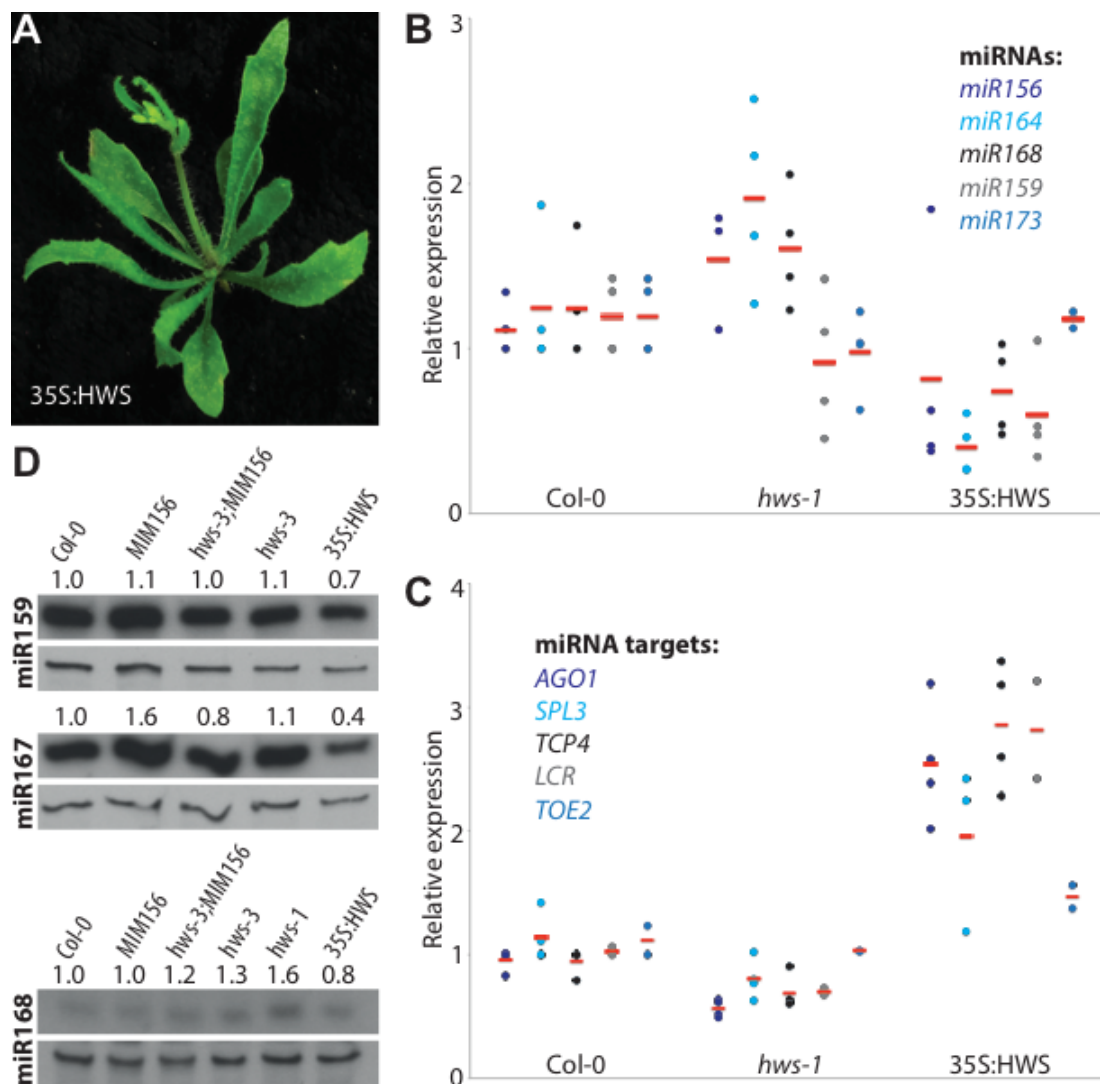 A
35S:HWS
B
3
2
1
0
Relative expression
miRNAs:
miR156
miR164
miR168
miR159
miR173
Col-0
hws-1
35S:HWS
C
4
3
2
1
0
Relative expression
miRNA targets:
AGO1
SPL3
TCP4
LCR
TOE2
Col-0
hws-1
35S:HWS
D
Col-0
MIM156
hws-3;MIM156
hws-3
35S:HWS
1.0 1.1 1.0 1.1 0.7
miR159
1.0 1.6 0.8 1.1 0.4
miR167
Col-0
MIM156
hws-3;MIM156
hws-3
hws-1
35S:HWS
1.0 1.0 1.2 1.3 1.6 0.8
miR168